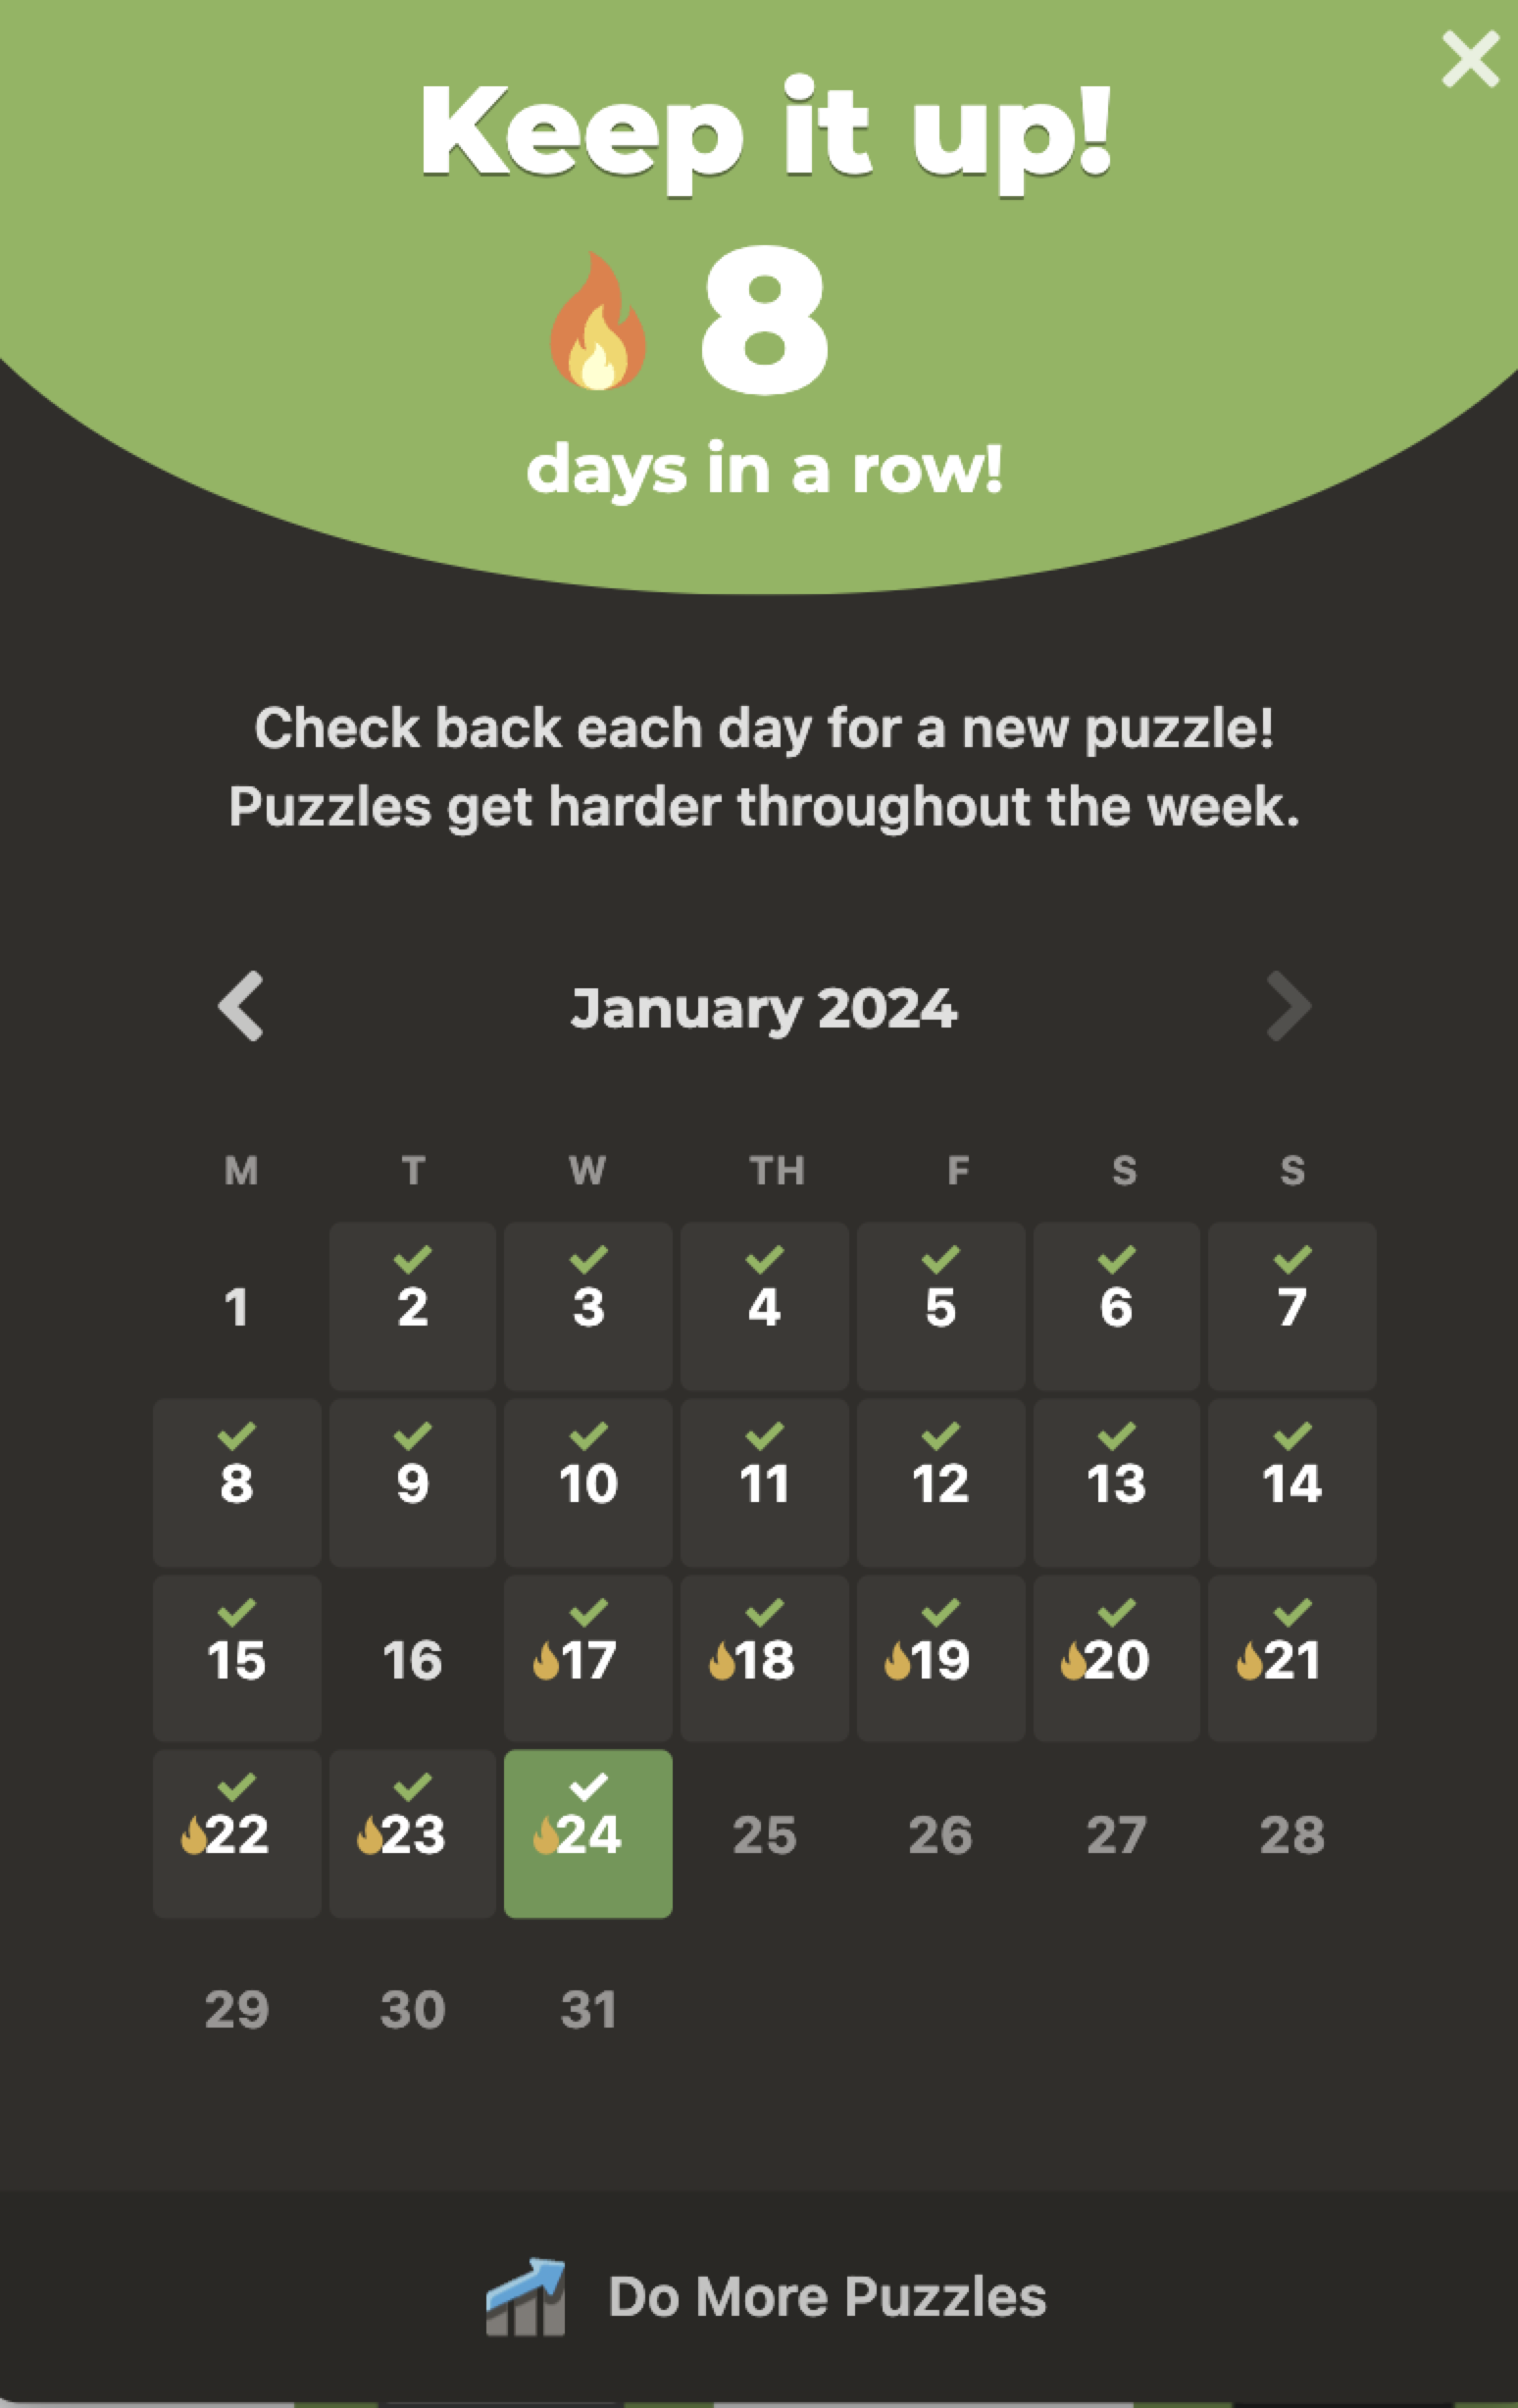 Keep it up!
8
days in a row!
Check back each day for a new puzzle!
Puzzles get harder throughout the week.
January 2024
M T W TH F S S
1 2 3 4 5 6 7
8 9 10 11 12 13 14
15 16 17 18 19 20 21
22 23 24 25 26 27 28
29 30 31
Do More Puzzles